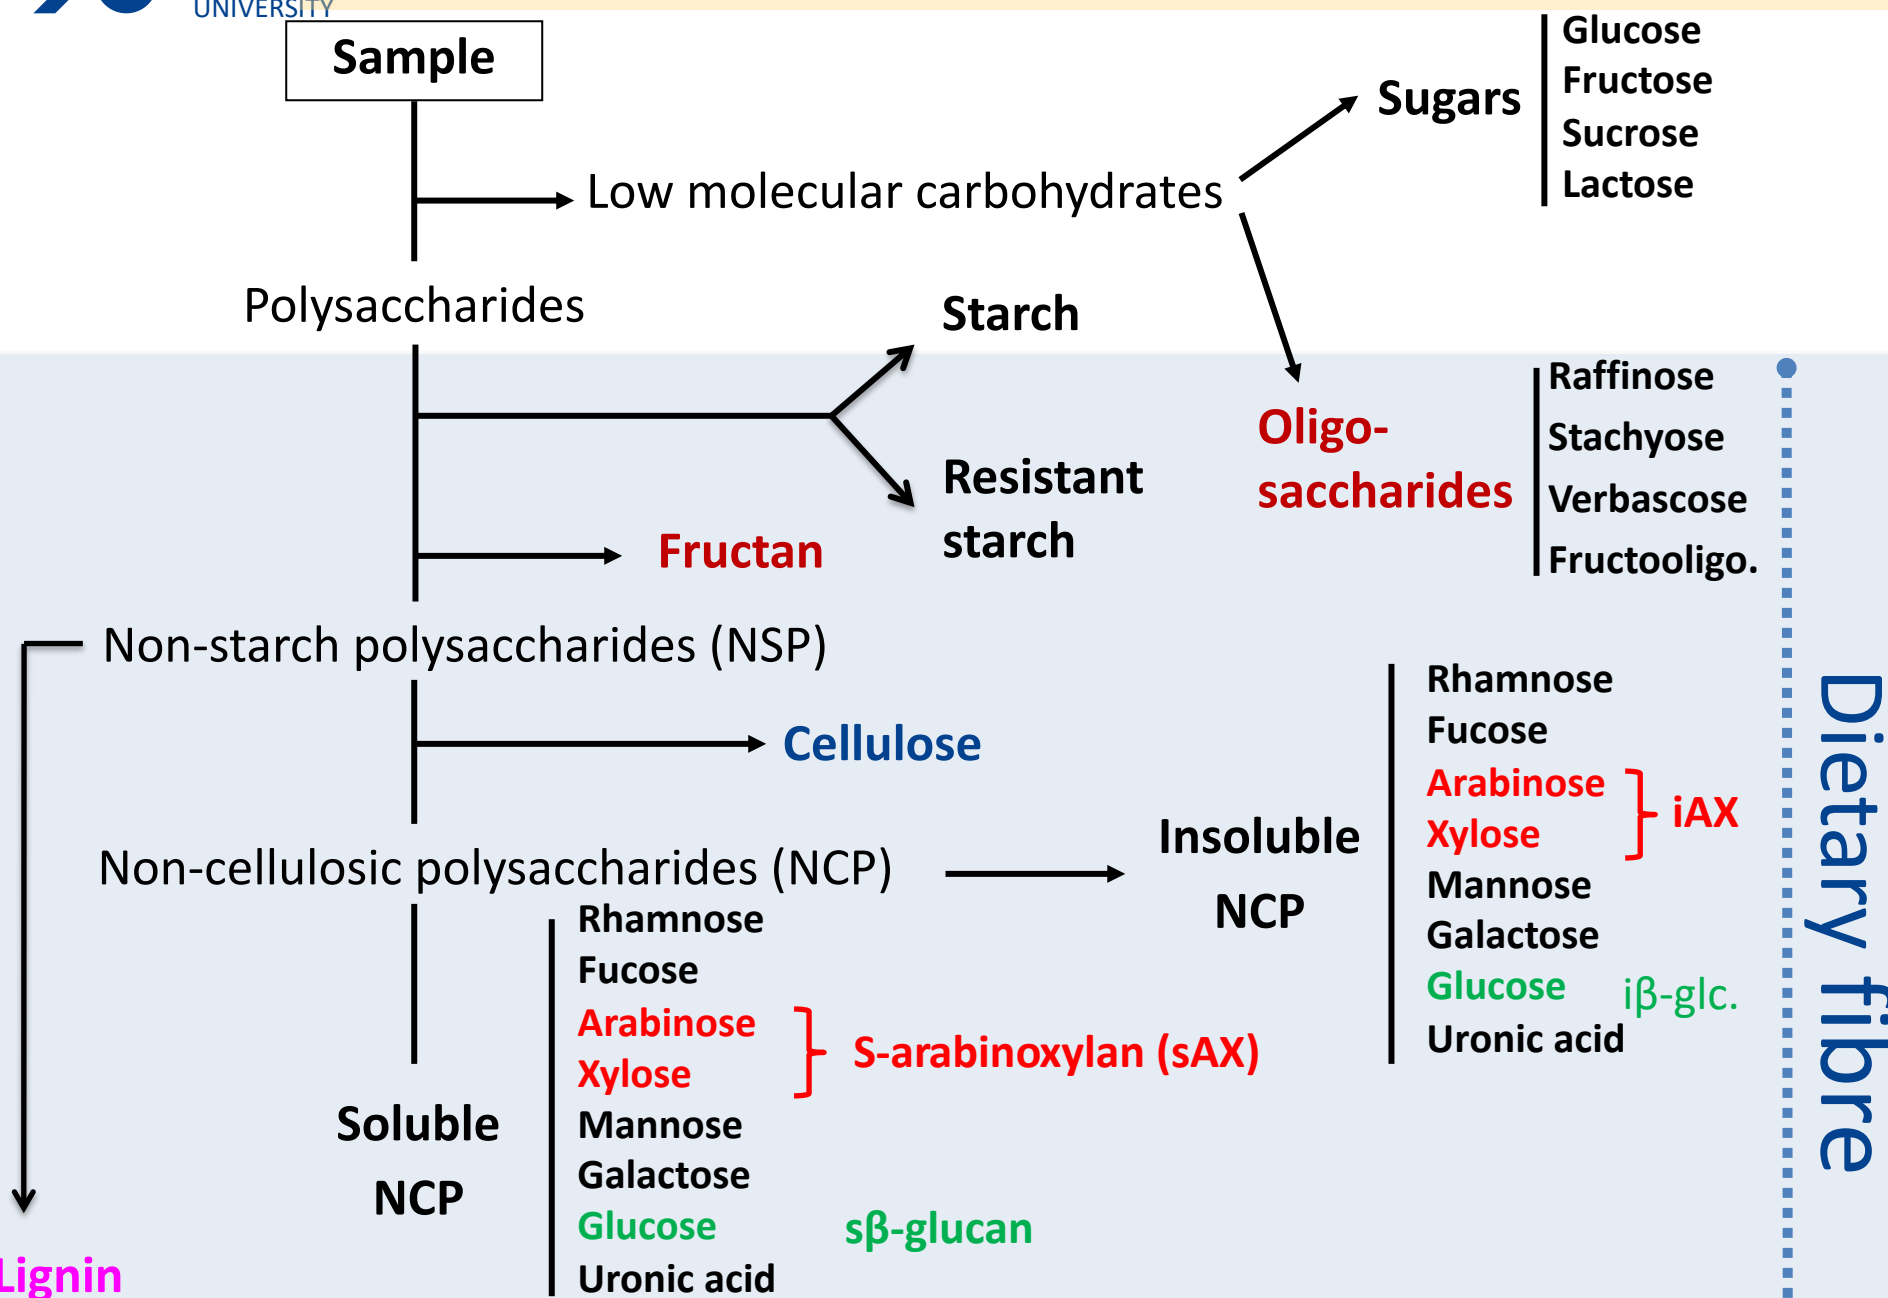 UNIVERSITY
Sample
Glucose
Fructose
Sugars
Sucrose
Lactose
Low molecular carbohydrates
Polysaccharides
Starch
Resistant
starch
Oligo-
saccharides
Raffinose
Stachyose
Verbascose
Fructooligo.
Fructan
Non-starch polysaccharides (NSP)
Cellulose
Non-cellulosic polysaccharides (NCP)
Insoluble
NCP
Rhamnose
Fucose
Arabinose
Xylose
iAX
Mannose
Galactose
Glucose iβ-glc.
Uronic acid
Soluble
NCP
Rhamnose
Fucose
Arabinose
Xylose
S-arabinoxylan (sAX)
Mannose
Galactose
Glucose sβ-glucan
Uronic acid
Lignin
Dietary fibre